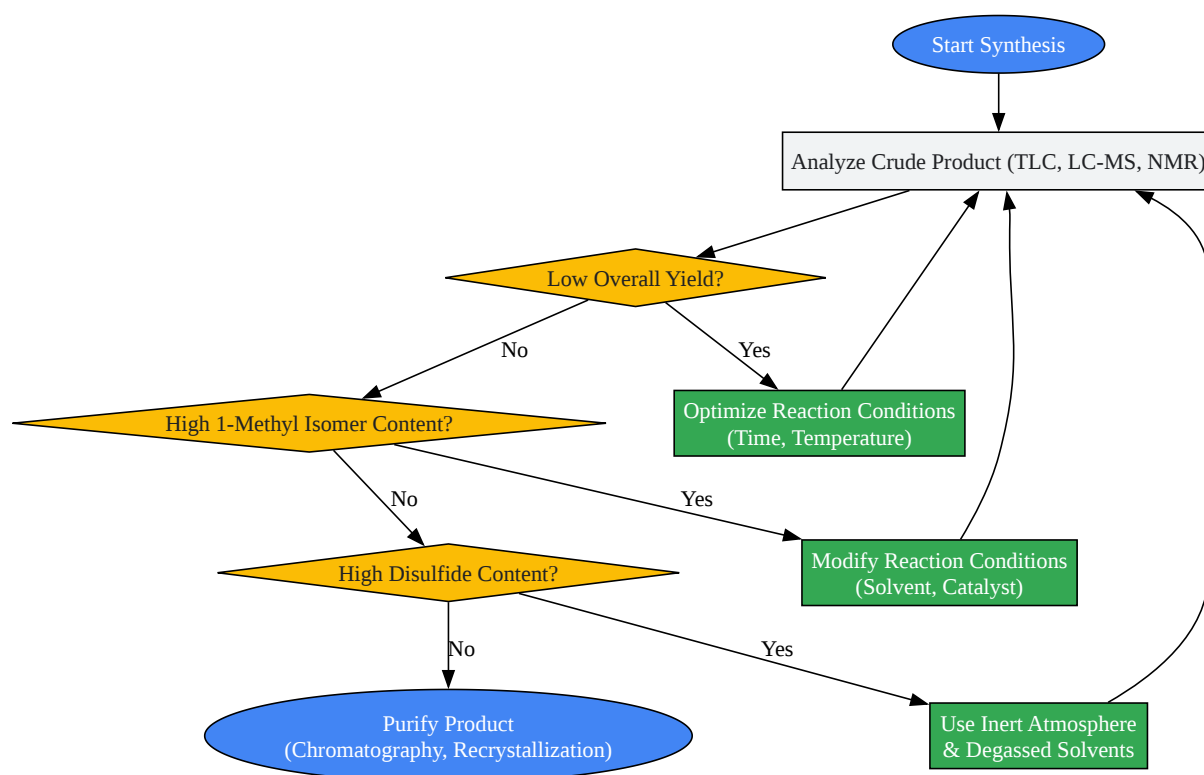 Start Synthesis
Analyze Crude Product (TLC, LC-MS, NMR)
Low Overall Yield?
No
Yes
High 1-Methyl Isomer Content?
Optimize Reaction Conditions
(Time, Temperature)
No
Yes
High Disulfide Content?
Modify Reaction Conditions
(Solvent, Catalyst)
No
Yes
Purify Product
(Chromatography, Recrystallization)
Use Inert Atmosphere
& Degassed Solvents